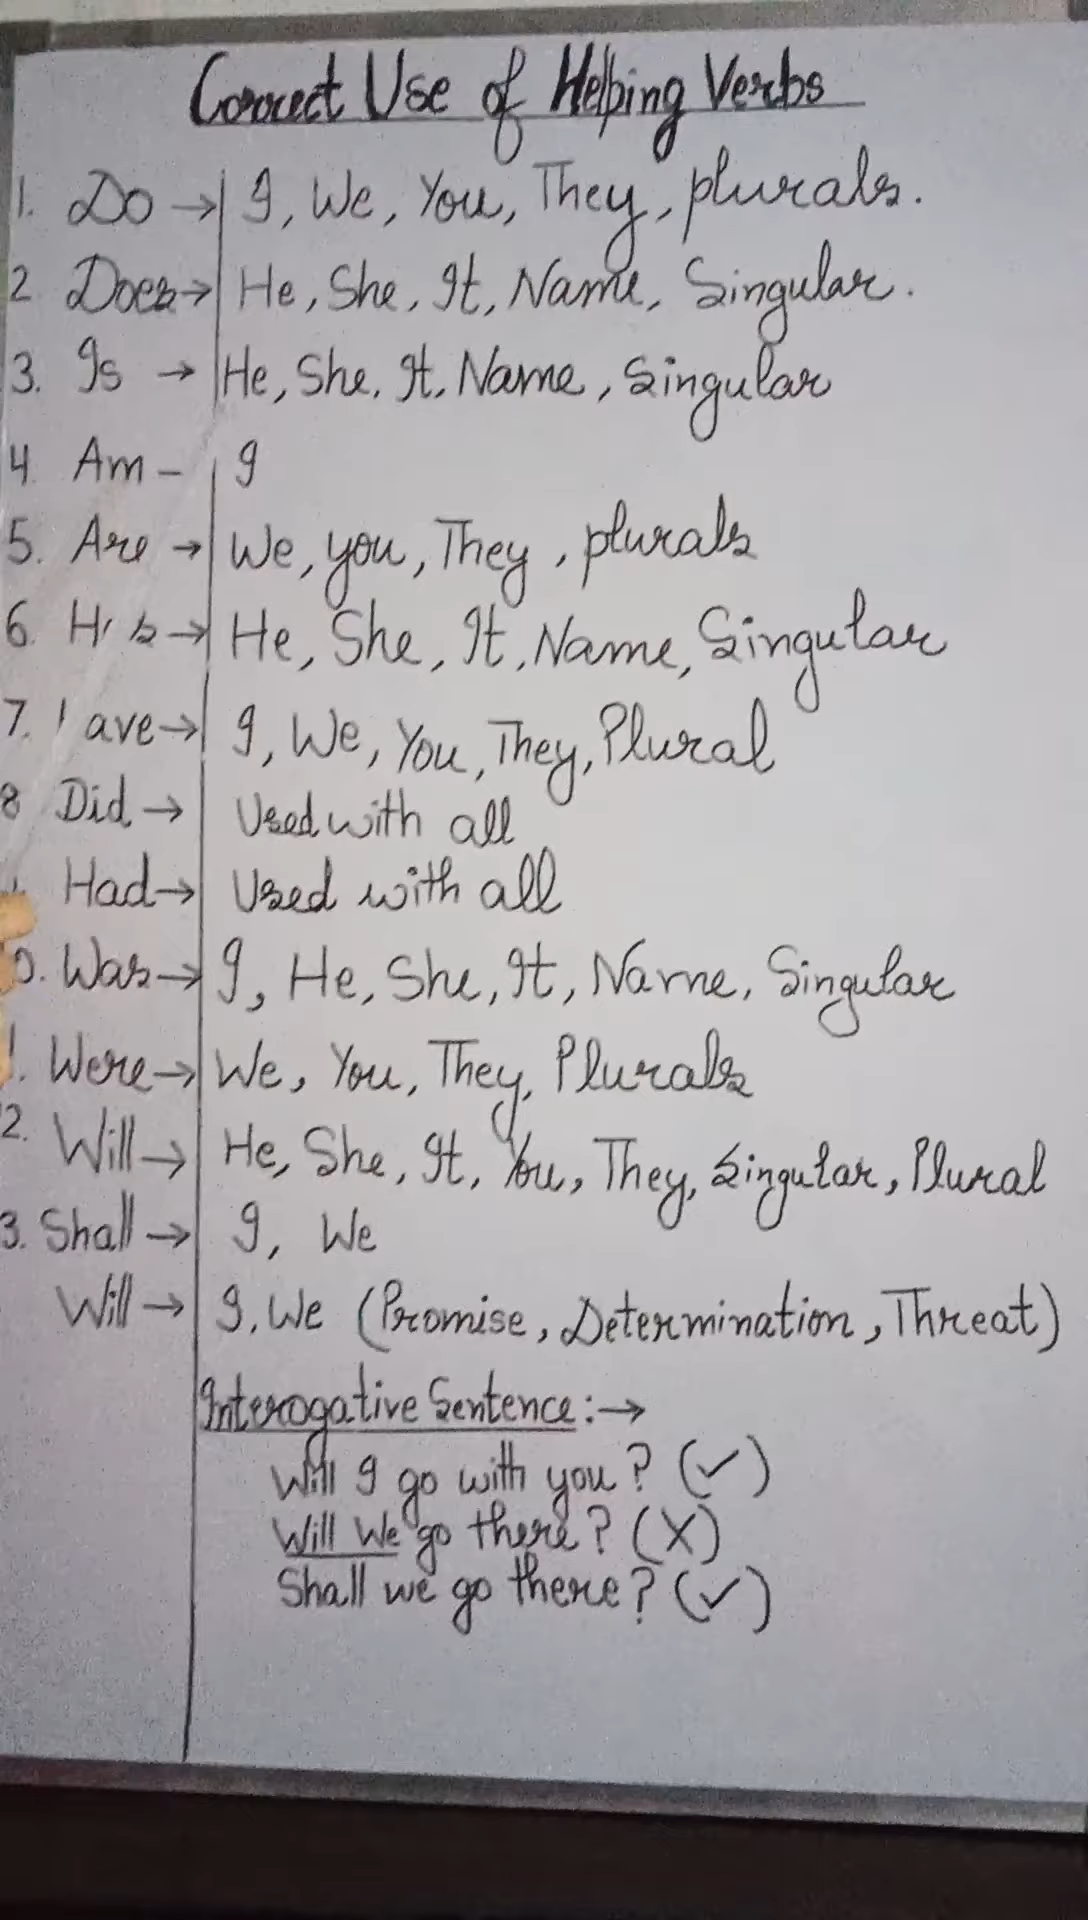 Correct Use of Helping Verbs
1. Do → I, We, You, They, plurals.
2 Does → He, She, It, Name, Singular.
3. Is → He, She, It, Name, Singular
4. Am - I
5. Are → We, you, They, plurals
6. H s → He, She, It, Name, Singular
7. ave → I, We, You, They, Plural
8 Did → Used with all
Had → Used with all
0. Was → I, He, She, It, Name, Singular
1. Were → We, You, They, Plurals
2. Will → He, She, It, You, They, Singular, Plural
3. Shall → I, We
Will → I, We (Promise, Determination, Threat)
Interogative Sentence :→
Will I go with you? (✓)
Will We go there? (X)
Shall we go there? (✓)